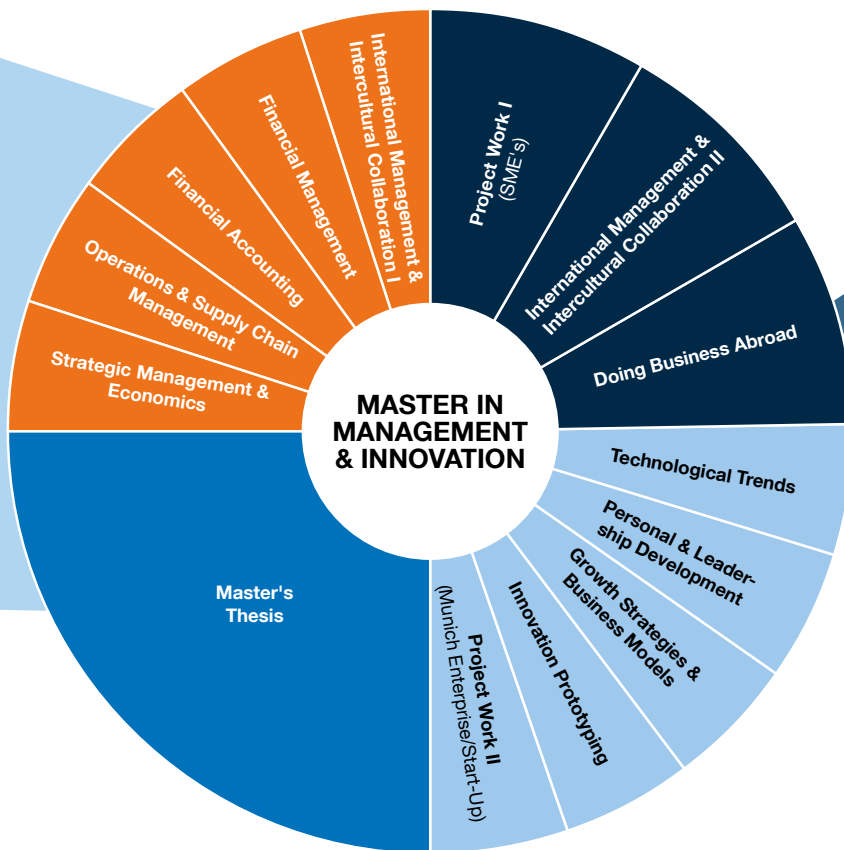 MASTER IN
MANAGEMENT
& INNOVATION
Project Work I
(SME's)
International Management &
Intercultural Collaboration II
Doing Business Abroad
Technological Trends
Personal & Leader-
ship Development
Growth Strategies &
Business Models
Innovation Prototyping
Project Work II
(Munich Enterprise/Start-Up)
Master's
Thesis
Strategic Management &
Economics
Operations & Supply Chain
Management
Financial Accounting
Financial Management
International Management &
Intercultural Collaboration I